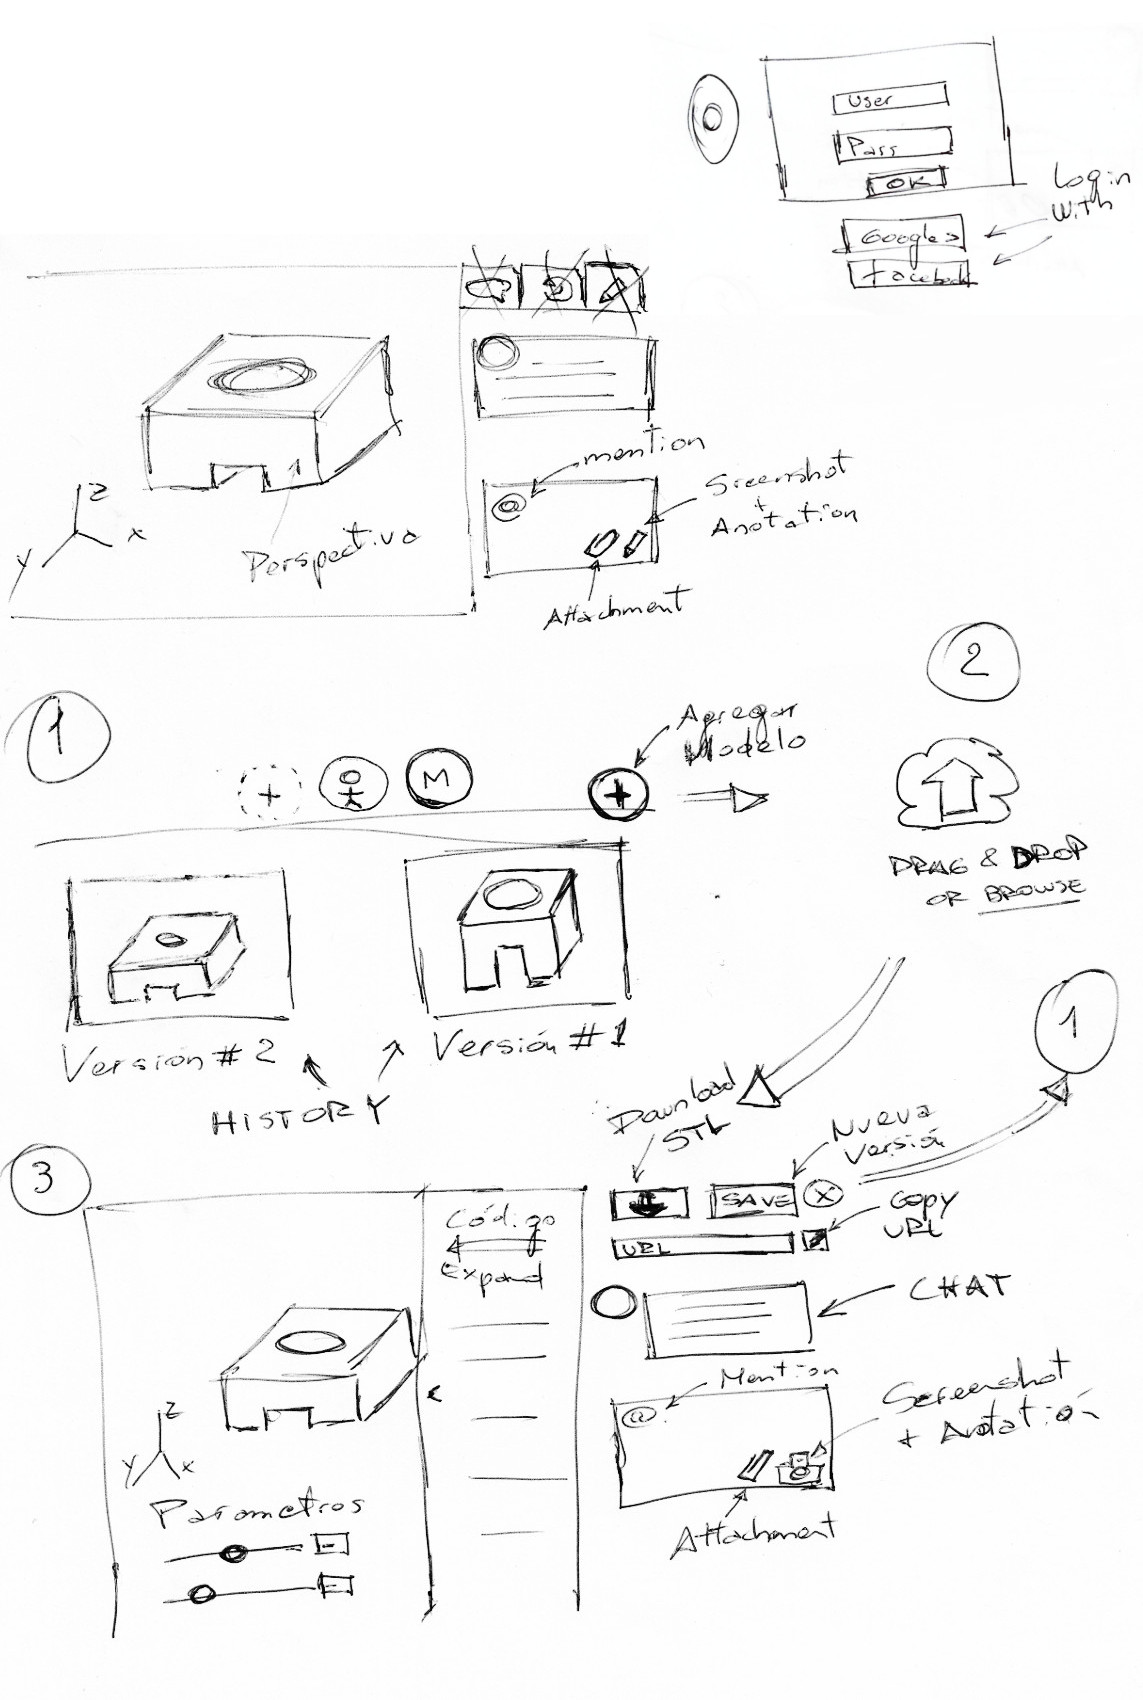 User
Pass
OK
Login
With
Google
Facebook
mention
Screenshot
+
Anotation
Z
x
y
Perspectiva
Attachment
2
1
Agregar
Modelo
+
M
+
DRAG & DROP
OR BROWSE
Versión # 2
Versión # 1
HISTORY
1
Download
STL
Nueva
Versión
3
SAVE
X
Copy
URL
URL
Código
Expand
CHAT
Mention
@
Screenshot
+ Anotatión
Z
y
x
Parametros
Attachment